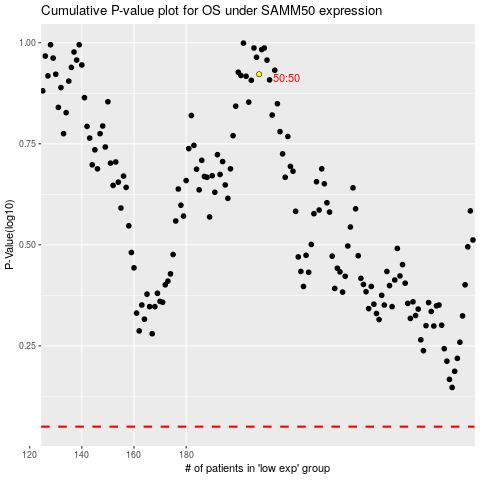 Cumulative P-value plot for OS under SAMM50 expression
1.00
50:50
0.75
P-Value(log10)
0.50
0.25
120 140 160 180
# of patients in 'low exp' group